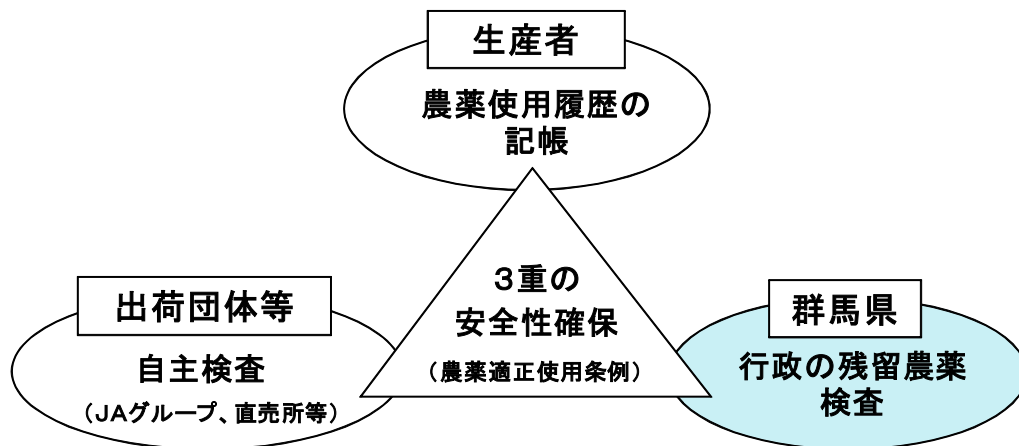 生産者
農薬使用履歴の
記帳
3重の
安全性確保
（農薬適正使用条例）
出荷団体等
自主検査
（JAグループ、直売所等）
群馬県
行政の残留農薬
検査